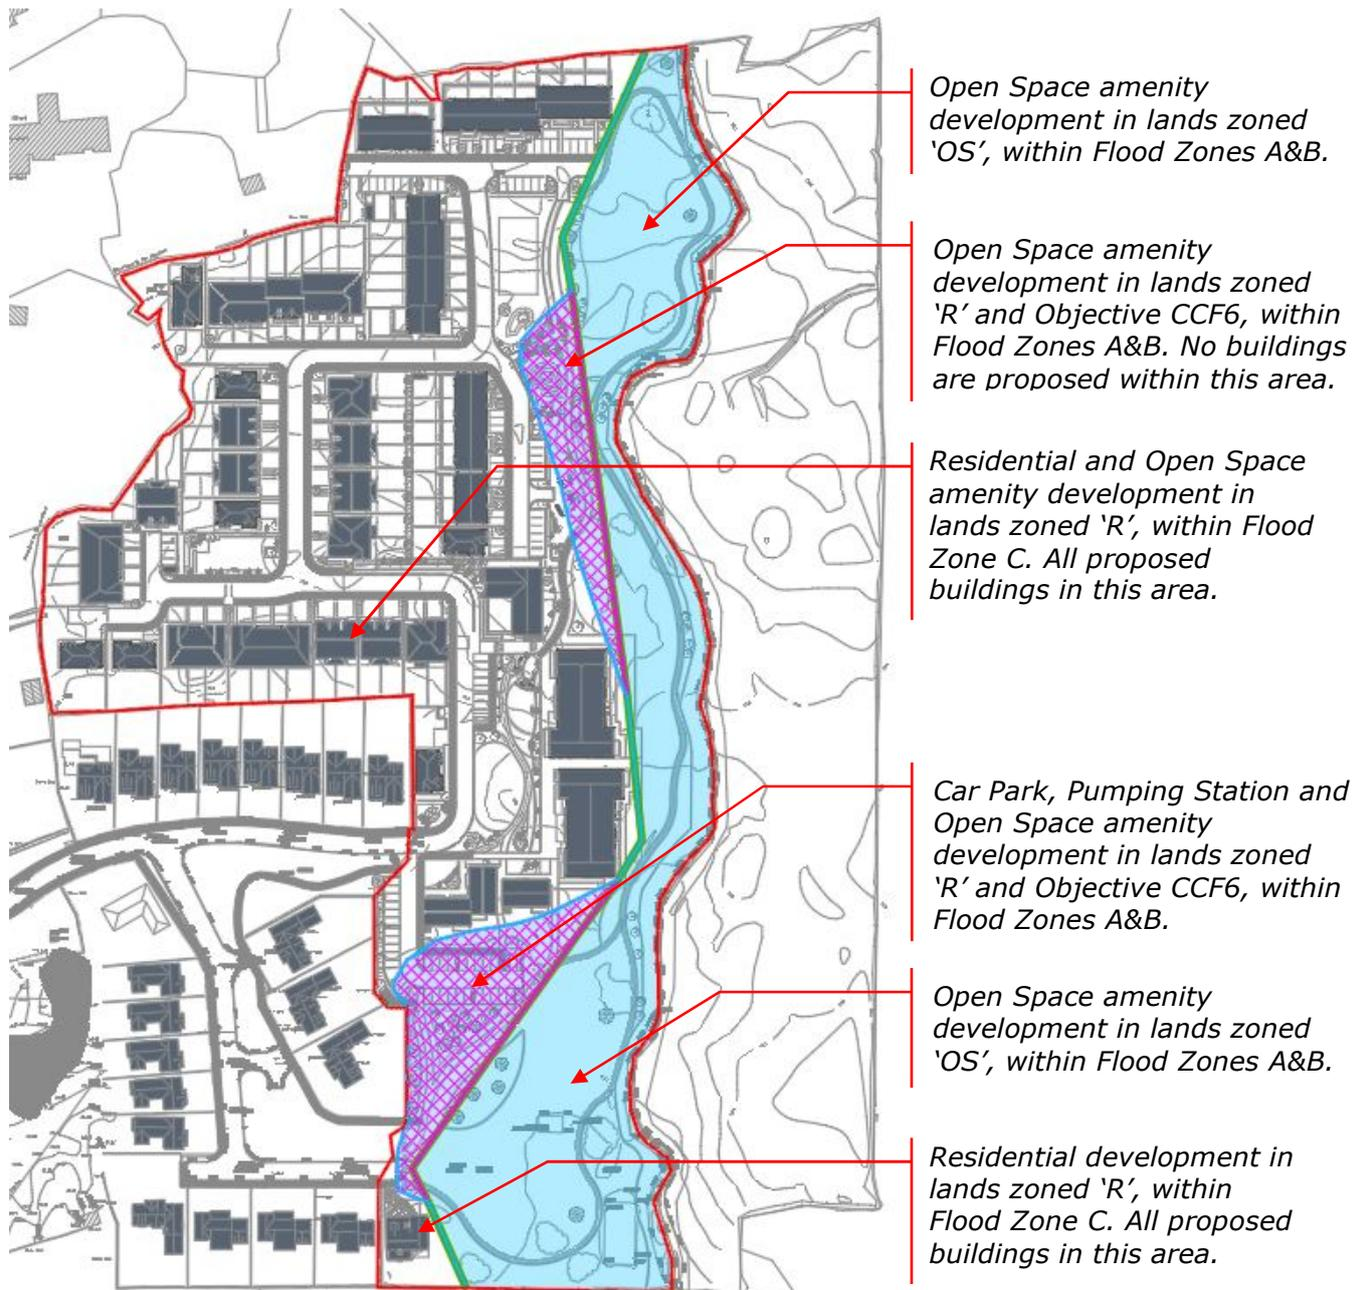 Open Space amenity
development in lands zoned
‘OS’, within Flood Zones A&B.
Open Space amenity
development in lands zoned
‘R’ and Objective CCF6, within
Flood Zones A&B. No buildings
are proposed within this area.
Residential and Open Space
amenity development in
lands zoned ‘R’, within Flood
Zone C. All proposed
buildings in this area.
Car Park, Pumping Station and
Open Space amenity
development in lands zoned
‘R’ and Objective CCF6, within
Flood Zones A&B.
Open Space amenity
development in lands zoned
‘OS’, within Flood Zones A&B.
Residential development in
lands zoned ‘R’, within
Flood Zone C. All proposed
buildings in this area.